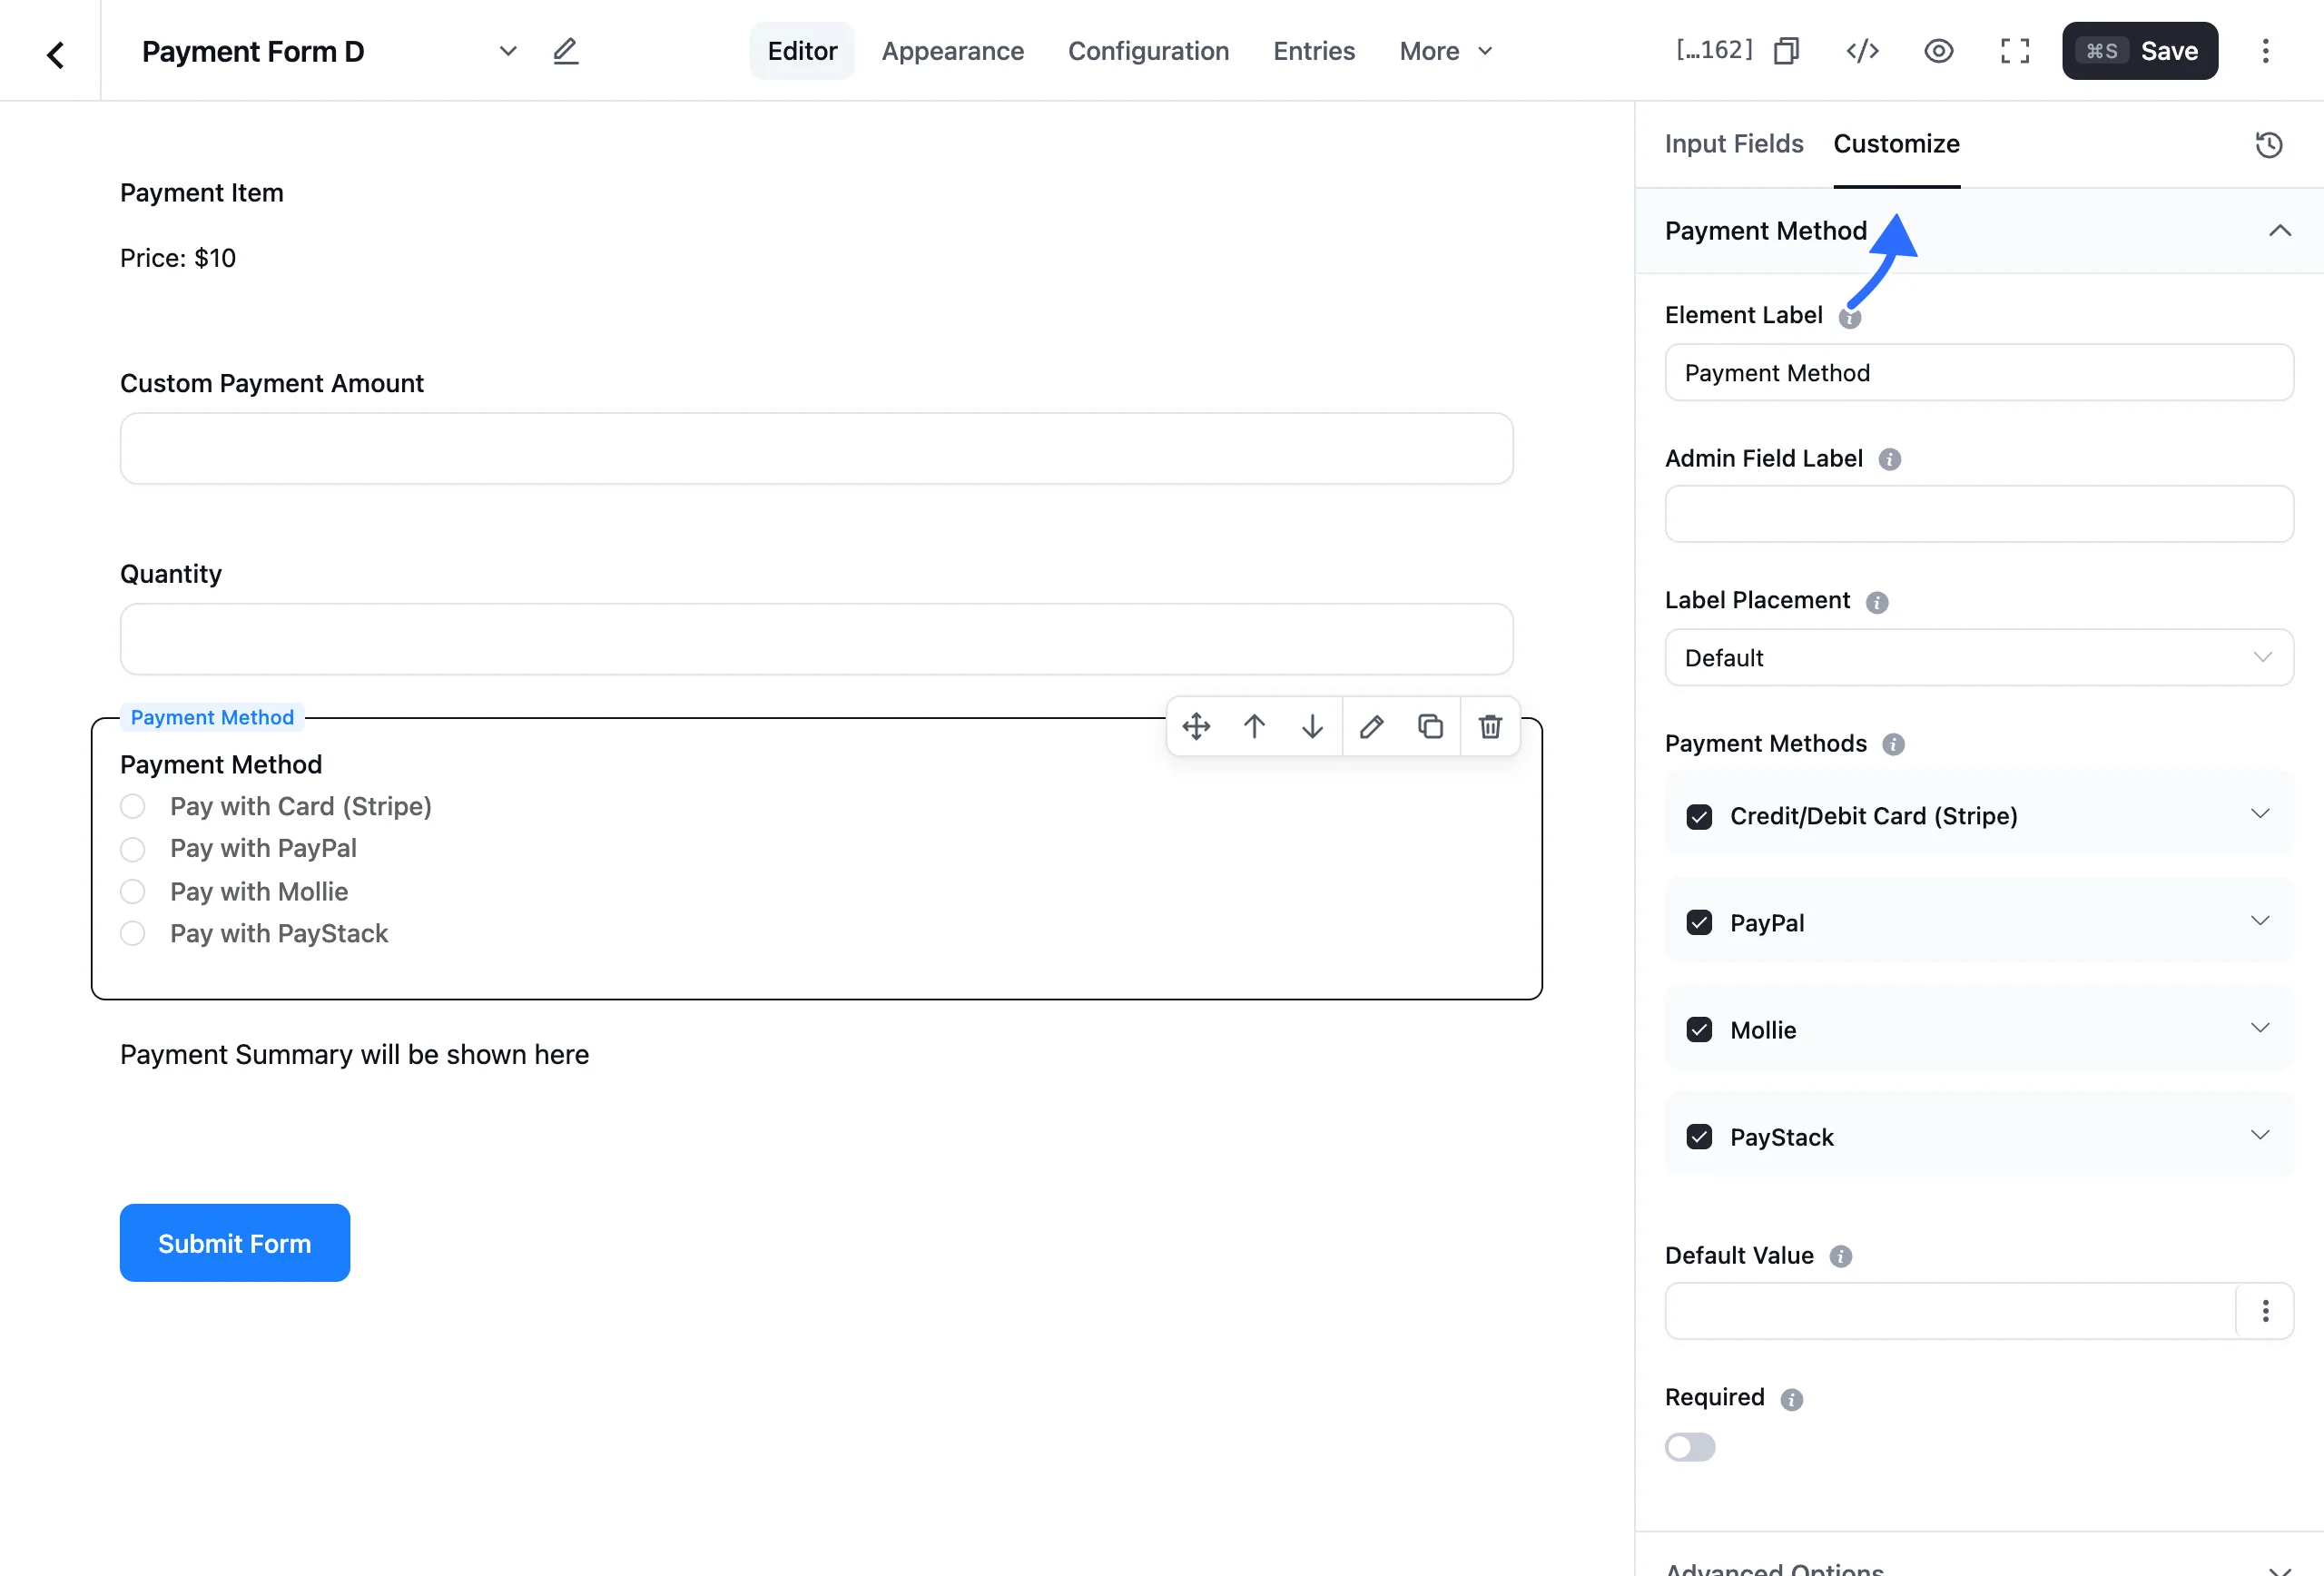 Payment Form D
Editor
Appearance
Configuration
Entries
More
[...162]
⌘S Save
Payment Item
Price: $10
Custom Payment Amount
Quantity
Payment Method
Payment Method
Pay with Card (Stripe)
Pay with PayPal
Pay with Mollie
Pay with PayStack
Payment Summary will be shown here
Submit Form
Input Fields
Customize
Payment Method
Element Label
Payment Method
Admin Field Label
Label Placement
Default
Payment Methods
Credit/Debit Card (Stripe)
PayPal
Mollie
PayStack
Default Value
Required
Advanced Options